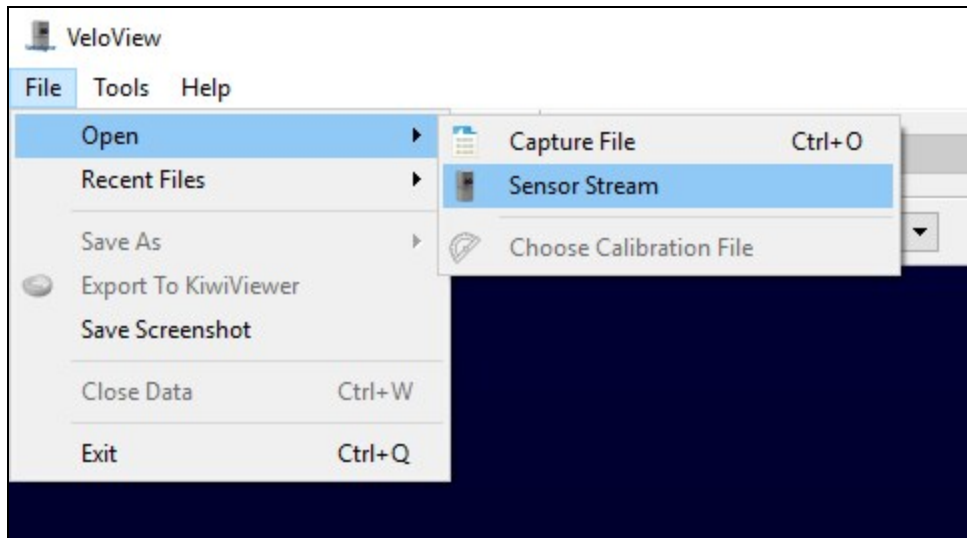 VeloView
File Tools Help
Open
Capture File Ctrl+O
Recent Files
Sensor Stream
Save As
Choose Calibration File
Export To KiwiViewer
Save Screenshot
Close Data Ctrl+W
Exit Ctrl+Q